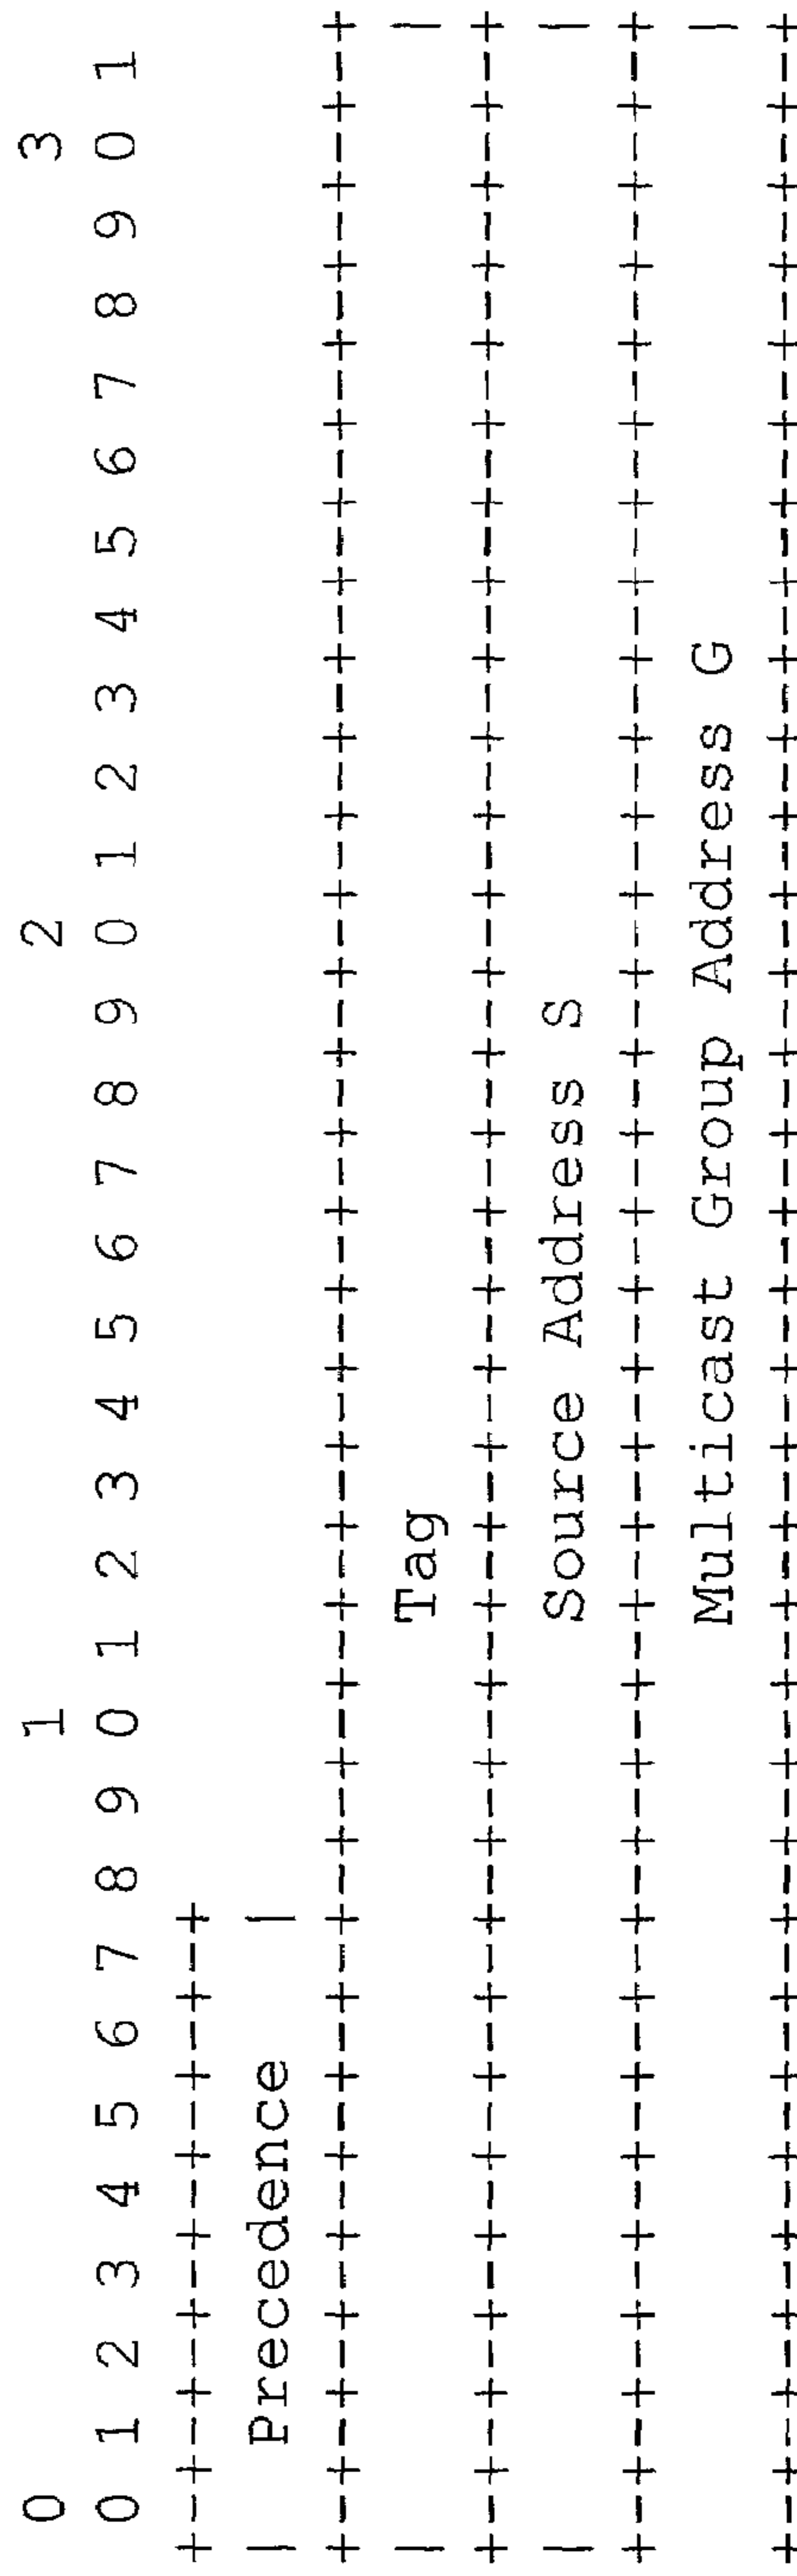 0                   1                   2                   3
 0 1 2 3 4 5 6 7 8 9 0 1 2 3 4 5 6 7 8 9 0 1 2 3 4 5 6 7 8 9 0 1
+-+-+-+-+-+-+-+-+
|  Precedence   |
+-+-+-+-+-+-+-+-+-+-+-+-+-+-+-+-+-+-+-+-+-+-+-+-+-+-+-+-+-+-+-+-+
|                       Tag                                     |
+-+-+-+-+-+-+-+-+-+-+-+-+-+-+-+-+-+-+-+-+-+-+-+-+-+-+-+-+-+-+-+-+
|                       Source Address S                        |
+-+-+-+-+-+-+-+-+-+-+-+-+-+-+-+-+-+-+-+-+-+-+-+-+-+-+-+-+-+-+-+-+
                        Multicast Group Address G               |
+-+-+-+-+-+-+-+-+-+-+-+-+-+-+-+-+-+-+-+-+-+-+-+-+-+-+-+-+-+-+-+-+